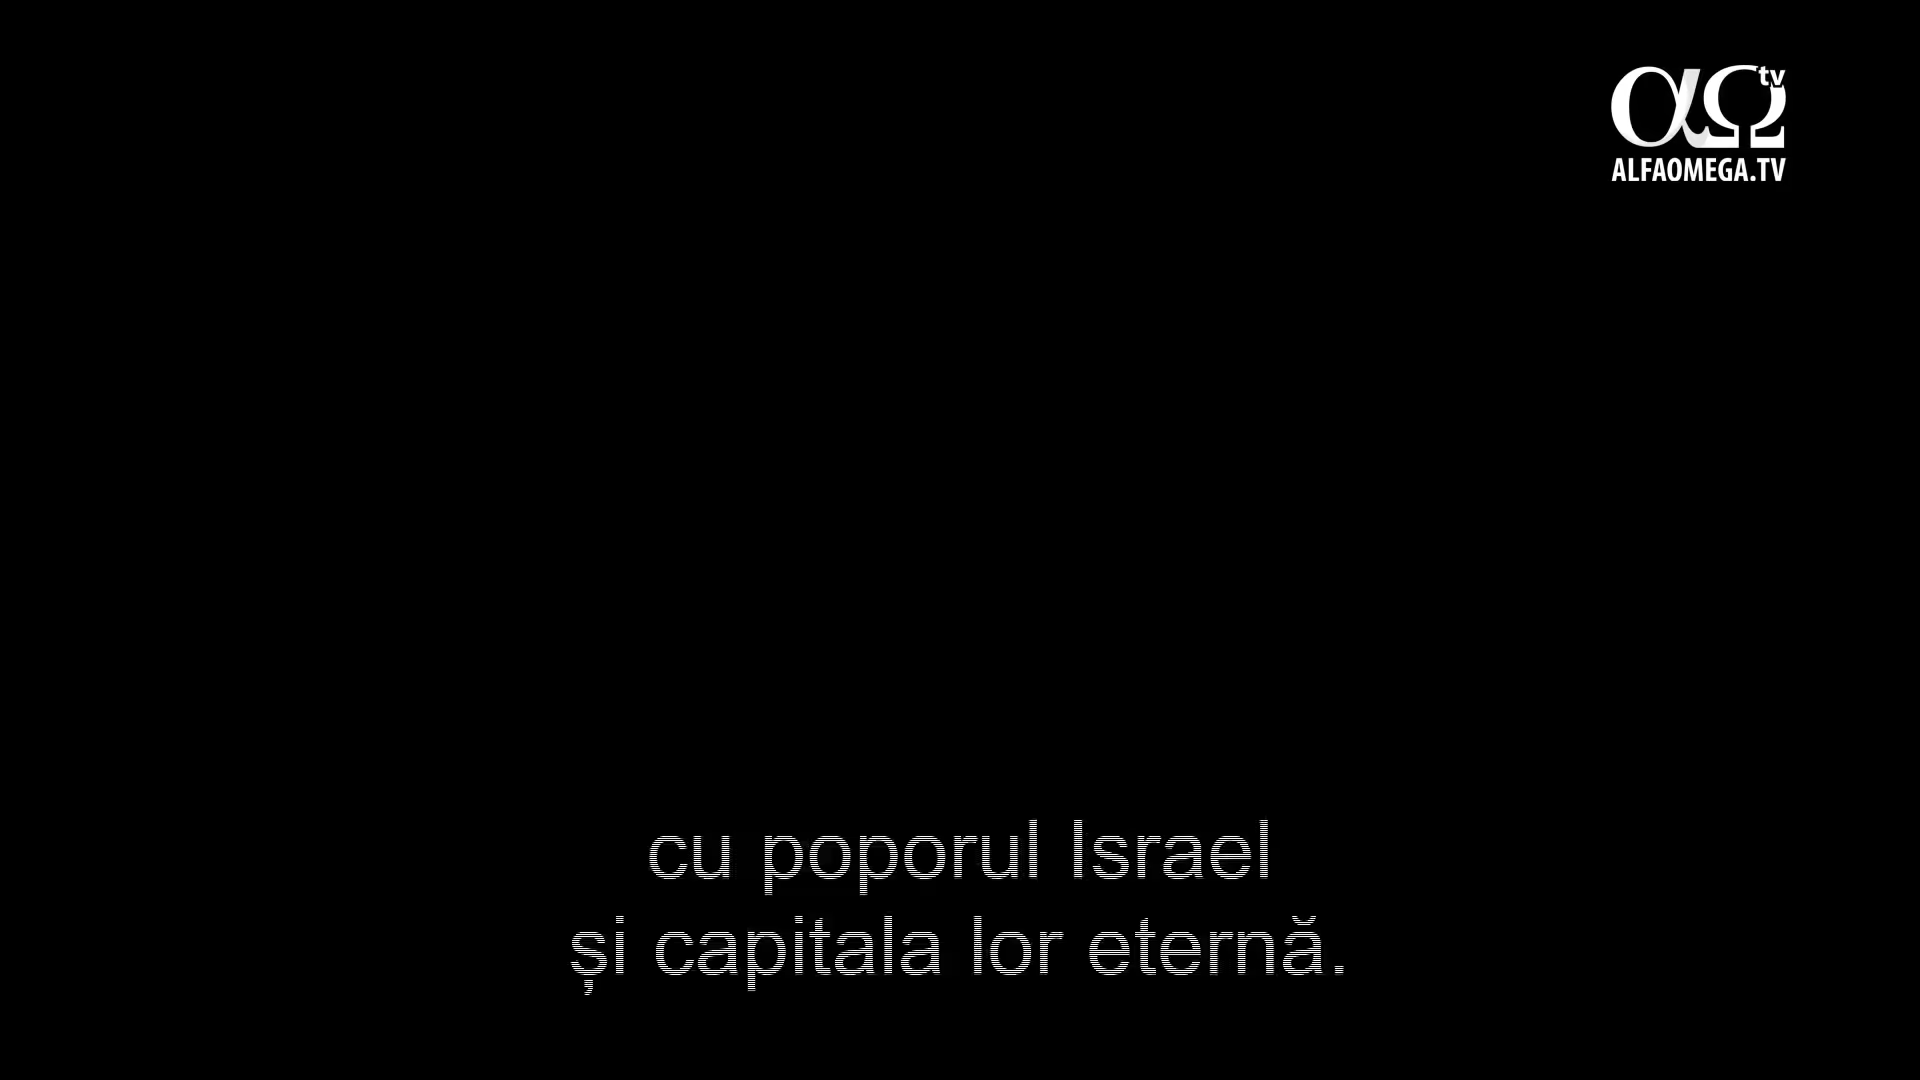 αΩ tv
ALFAOMEGA.TV
cu poporul Israel
și capitala lor eternă.